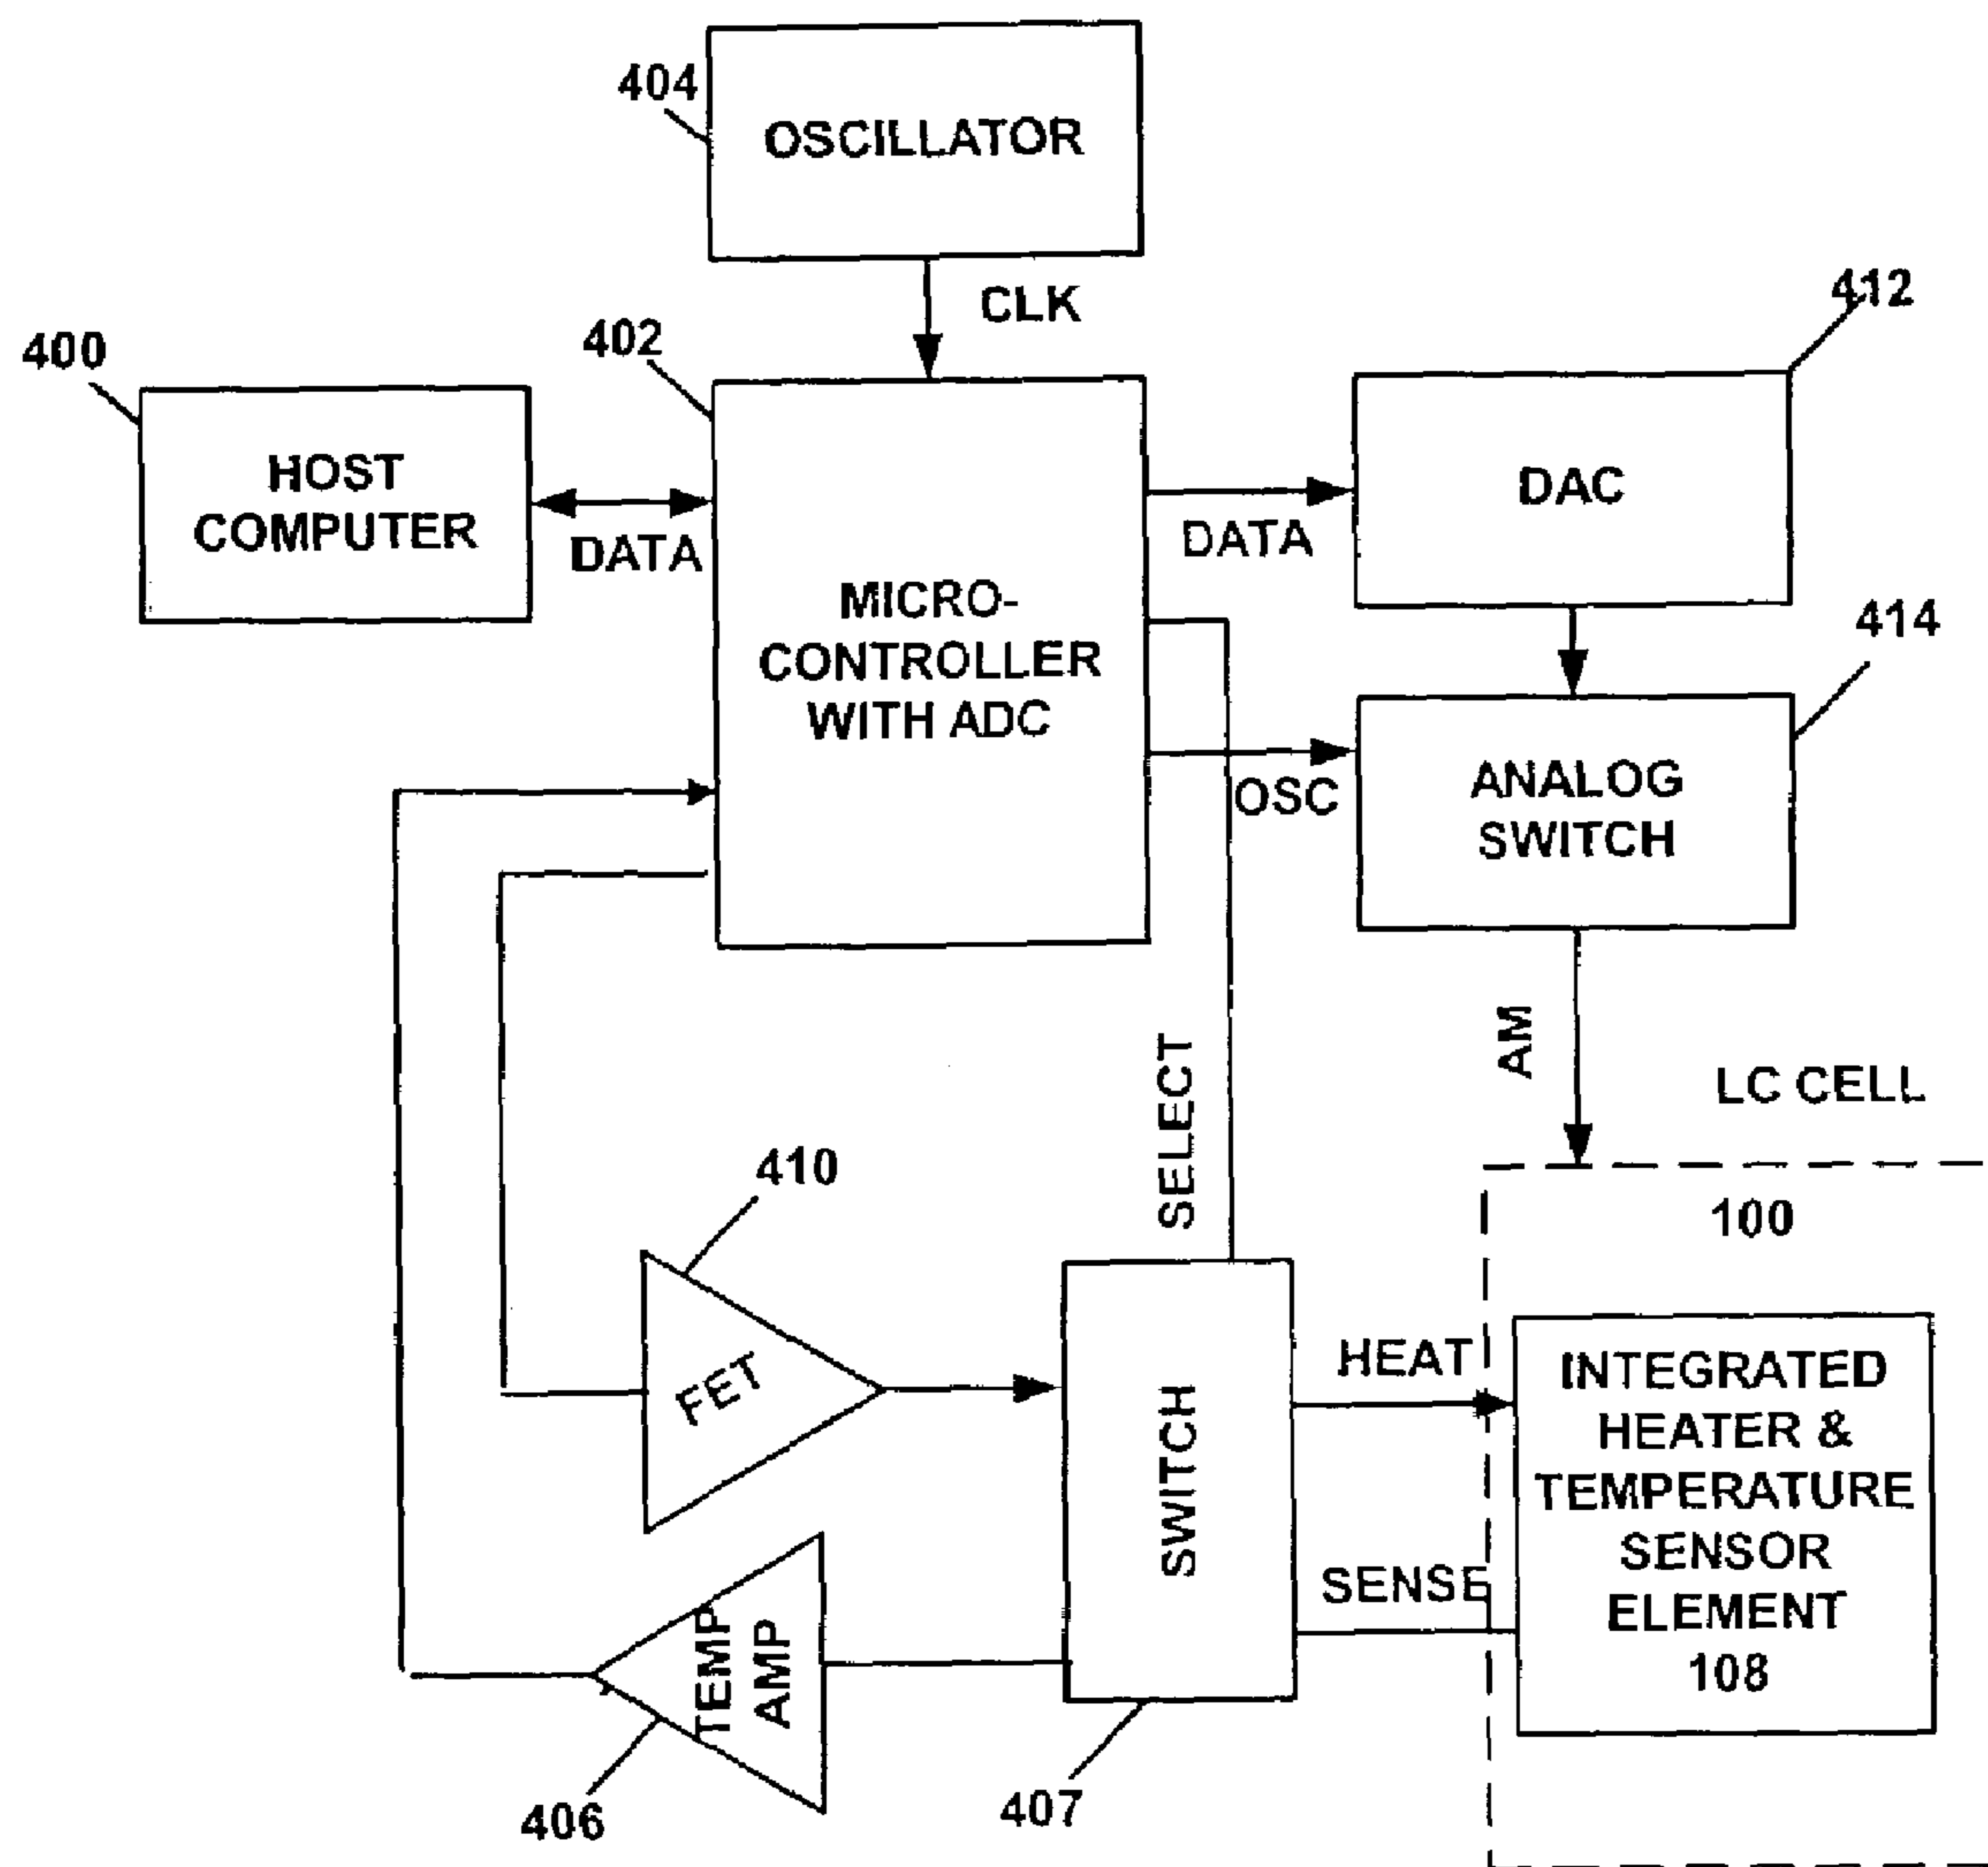 404
OSCILLATOR
CLK
412
400
402
HOST
COMPUTER
DATA
DATA
DAC
MICRO-
CONTROLLER
WITH ADC
414
OSC
ANALOG
SWITCH
AM
SELECT
LC CELL
100
410
FET
SWITCH
HEAT
SENSE
INTEGRATED
HEATER &
TEMPERATURE
SENSOR
ELEMENT
108
TEMP
AMP
406
407